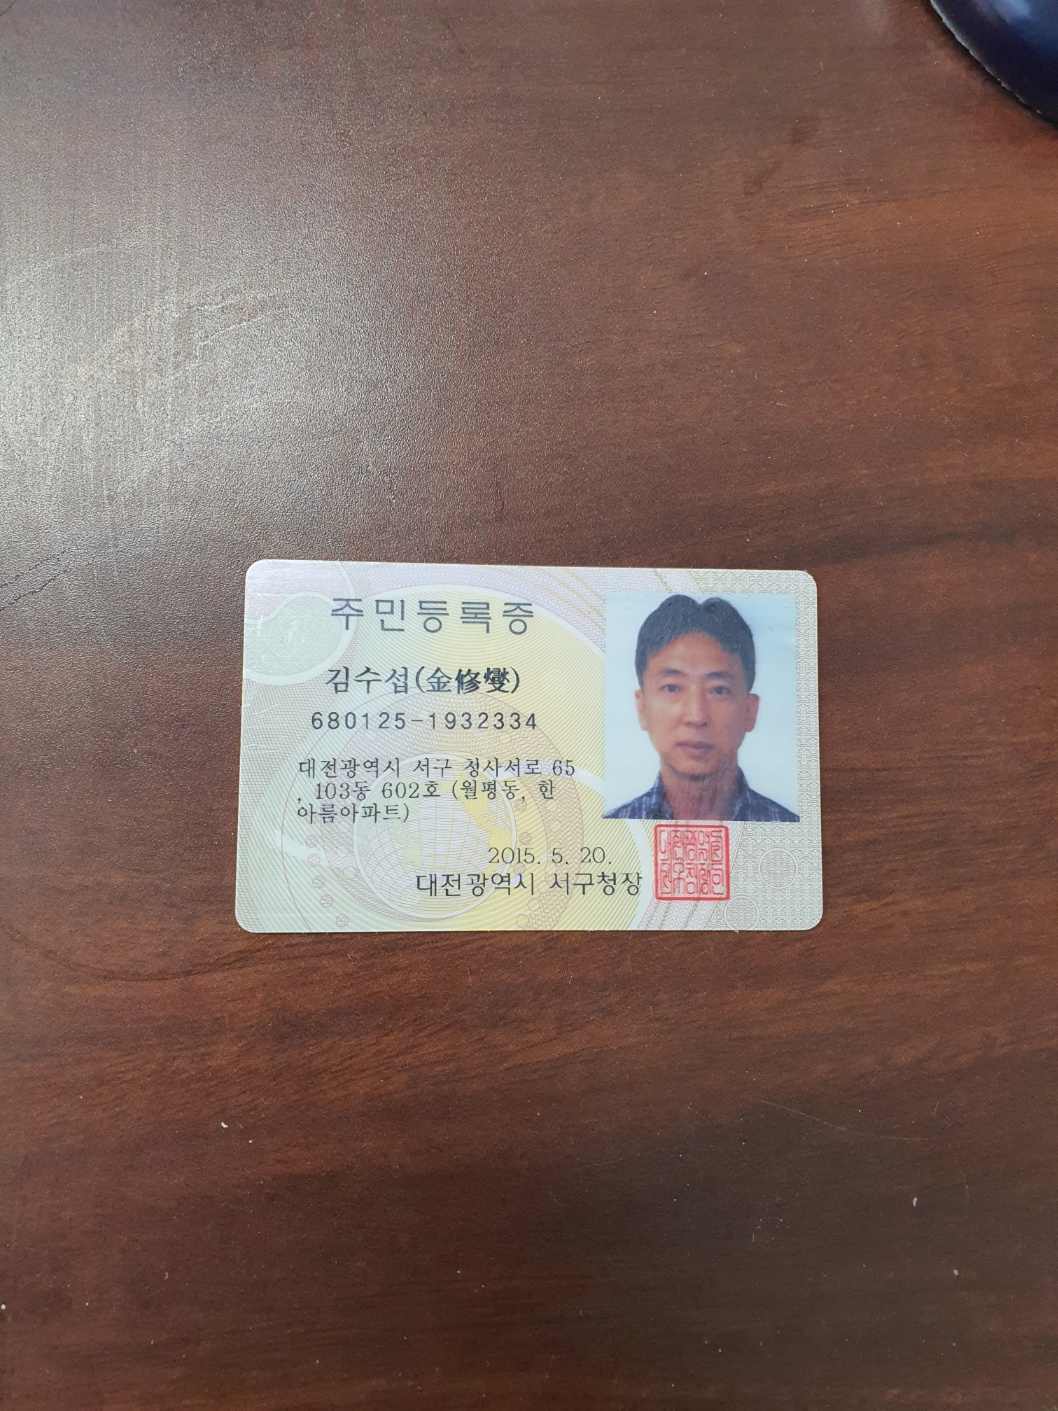 주민등록증
김수섭(金修燮)
680125-1932334
대전광역시 서구 청사서로 65
, 103동 602호 (월평동, 한
아름아파트)
2015. 5. 20.
대전광역시 서구청장